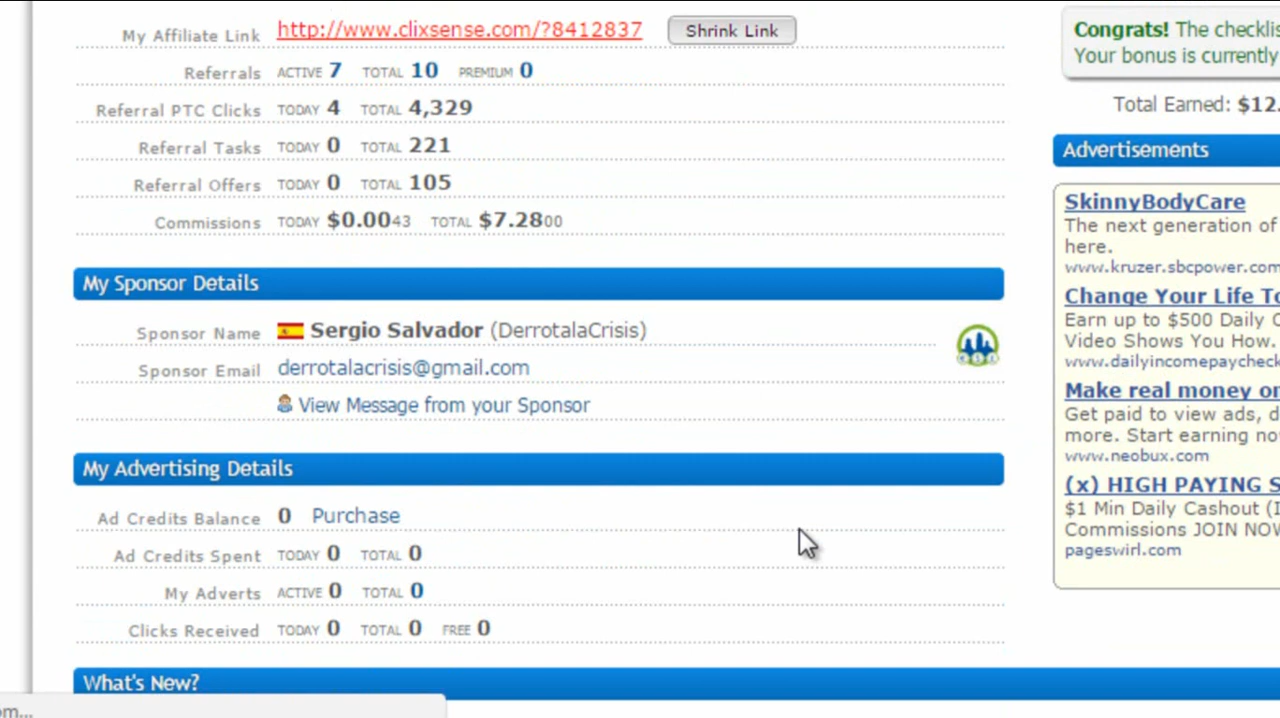 My Affiliate Link http://www.clixsense.com/?8412837 Shrink Link
Referrals ACTIVE 7 TOTAL 10 PREMIUM 0
Referral PTC Clicks TODAY 4 TOTAL 4,329
Referral Tasks TODAY 0 TOTAL 221
Referral Offers TODAY 0 TOTAL 105
Commissions TODAY $0.0043 TOTAL $7.2800
My Sponsor Details
Sponsor Name Sergio Salvador (DerrotalaCrisis)
Sponsor Email derrotalacrisis@gmail.com
View Message from your Sponsor
My Advertising Details
Ad Credits Balance 0 Purchase
Ad Credits Spent TODAY 0 TOTAL 0
My Adverts ACTIVE 0 TOTAL 0
Clicks Received TODAY 0 TOTAL 0 FREE 0
What's New?
om...
Congrats! The checklis
Your bonus is currently
Total Earned: $12.
Advertisements
SkinnyBodyCare
The next generation of
here.
www.kruzer.sbcpower.com
Change Your Life To
Earn up to $500 Daily
Video Shows You How.
www.dailyincomepaycheck
Make real money on
Get paid to view ads, d
more. Start earning no
www.neobux.com
(x) HIGH PAYING S
$1 Min Daily Cashout (I
Commissions JOIN NOW
pageswirl.com